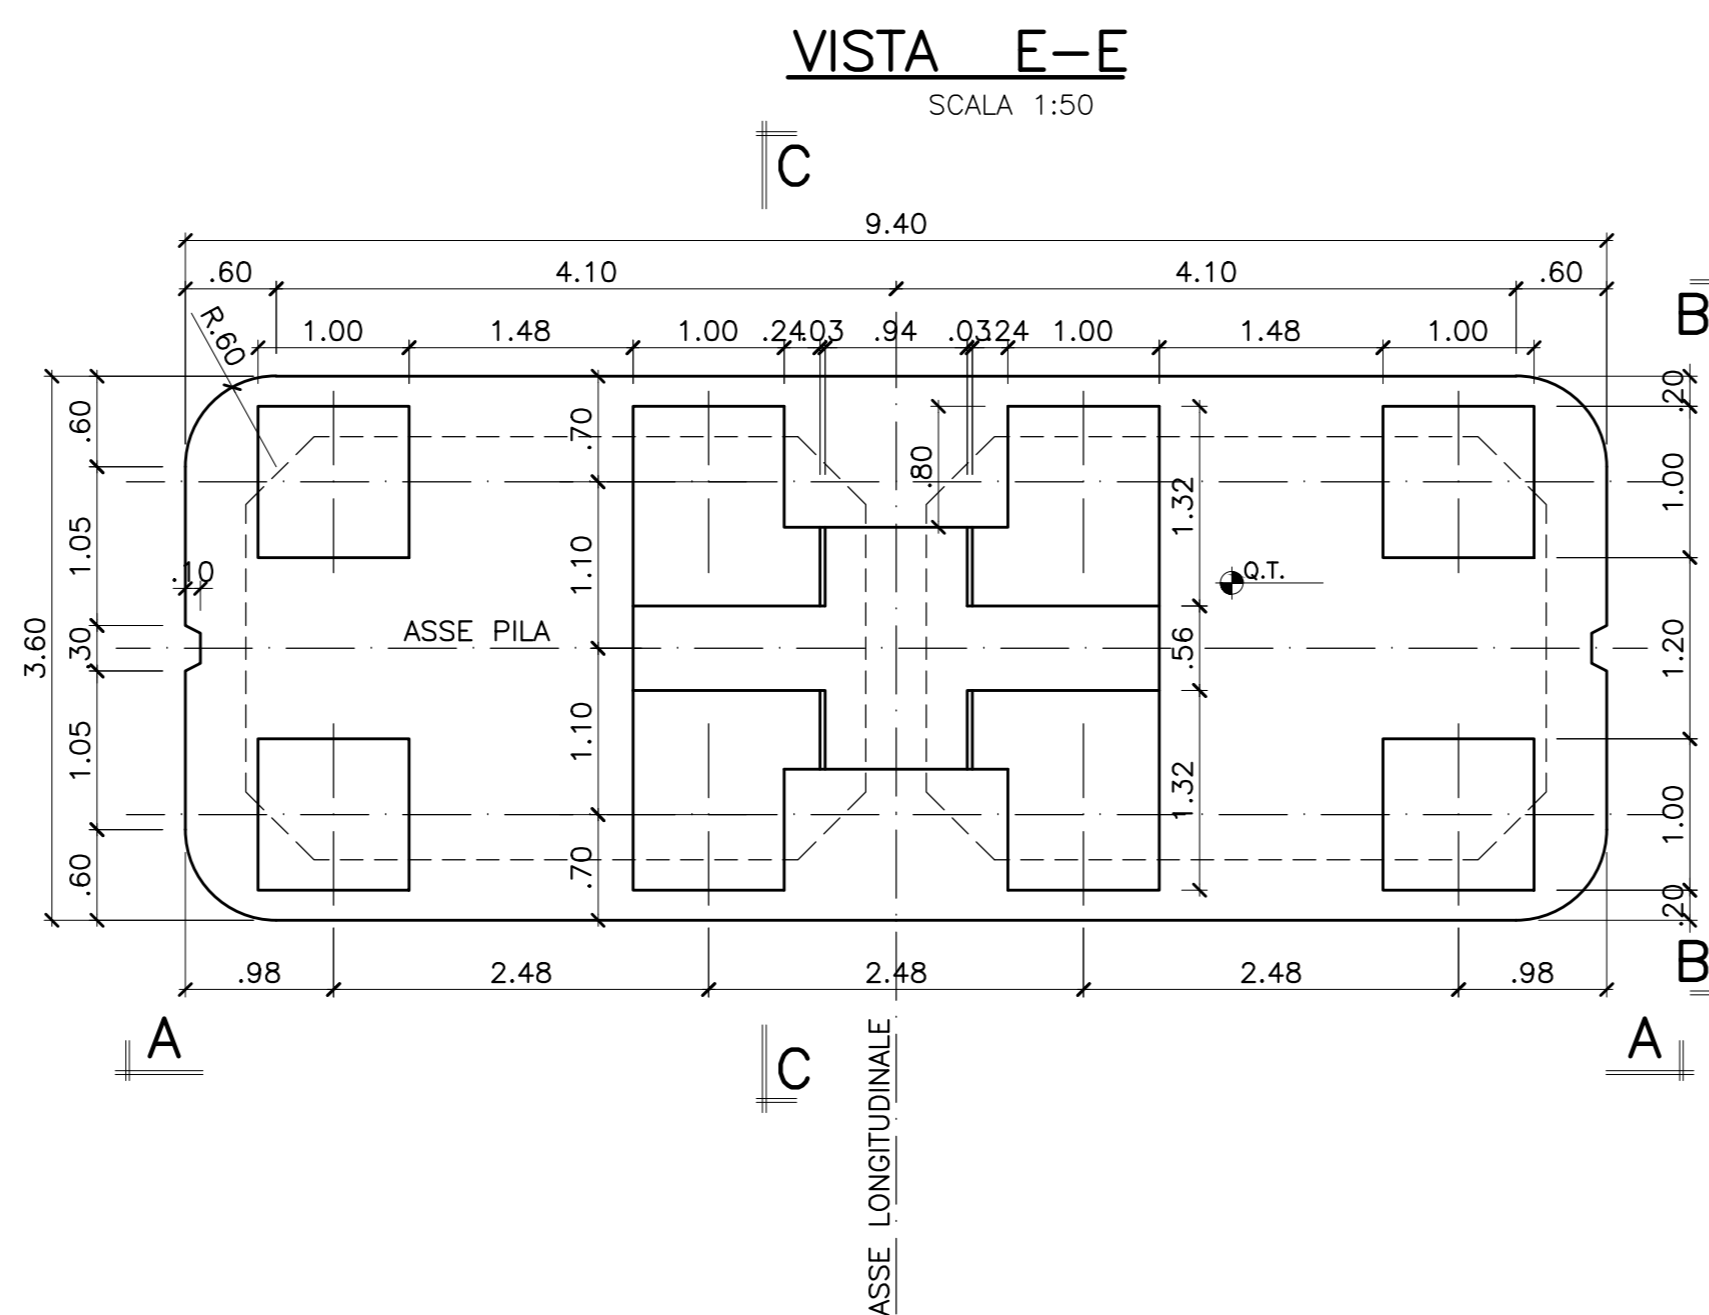 VISTA E-E
SCALA 1:50
C
9.40
.60 4.10 4.10 .60
B
R.60
1.00 1.48 1.00 .24 .03 .94 .03 .24 1.00 1.48 1.00
.20
.60 .70 .80 1.32 1.00
1.05 1.10
.10
Q.T.
3.60 .30 ASSE PILA .56 1.20
1.05 1.10 1.32 1.00
.60 .70 .20
.98 2.48 2.48 2.48 .98
B
A C A
ASSE LONGITUDINALE